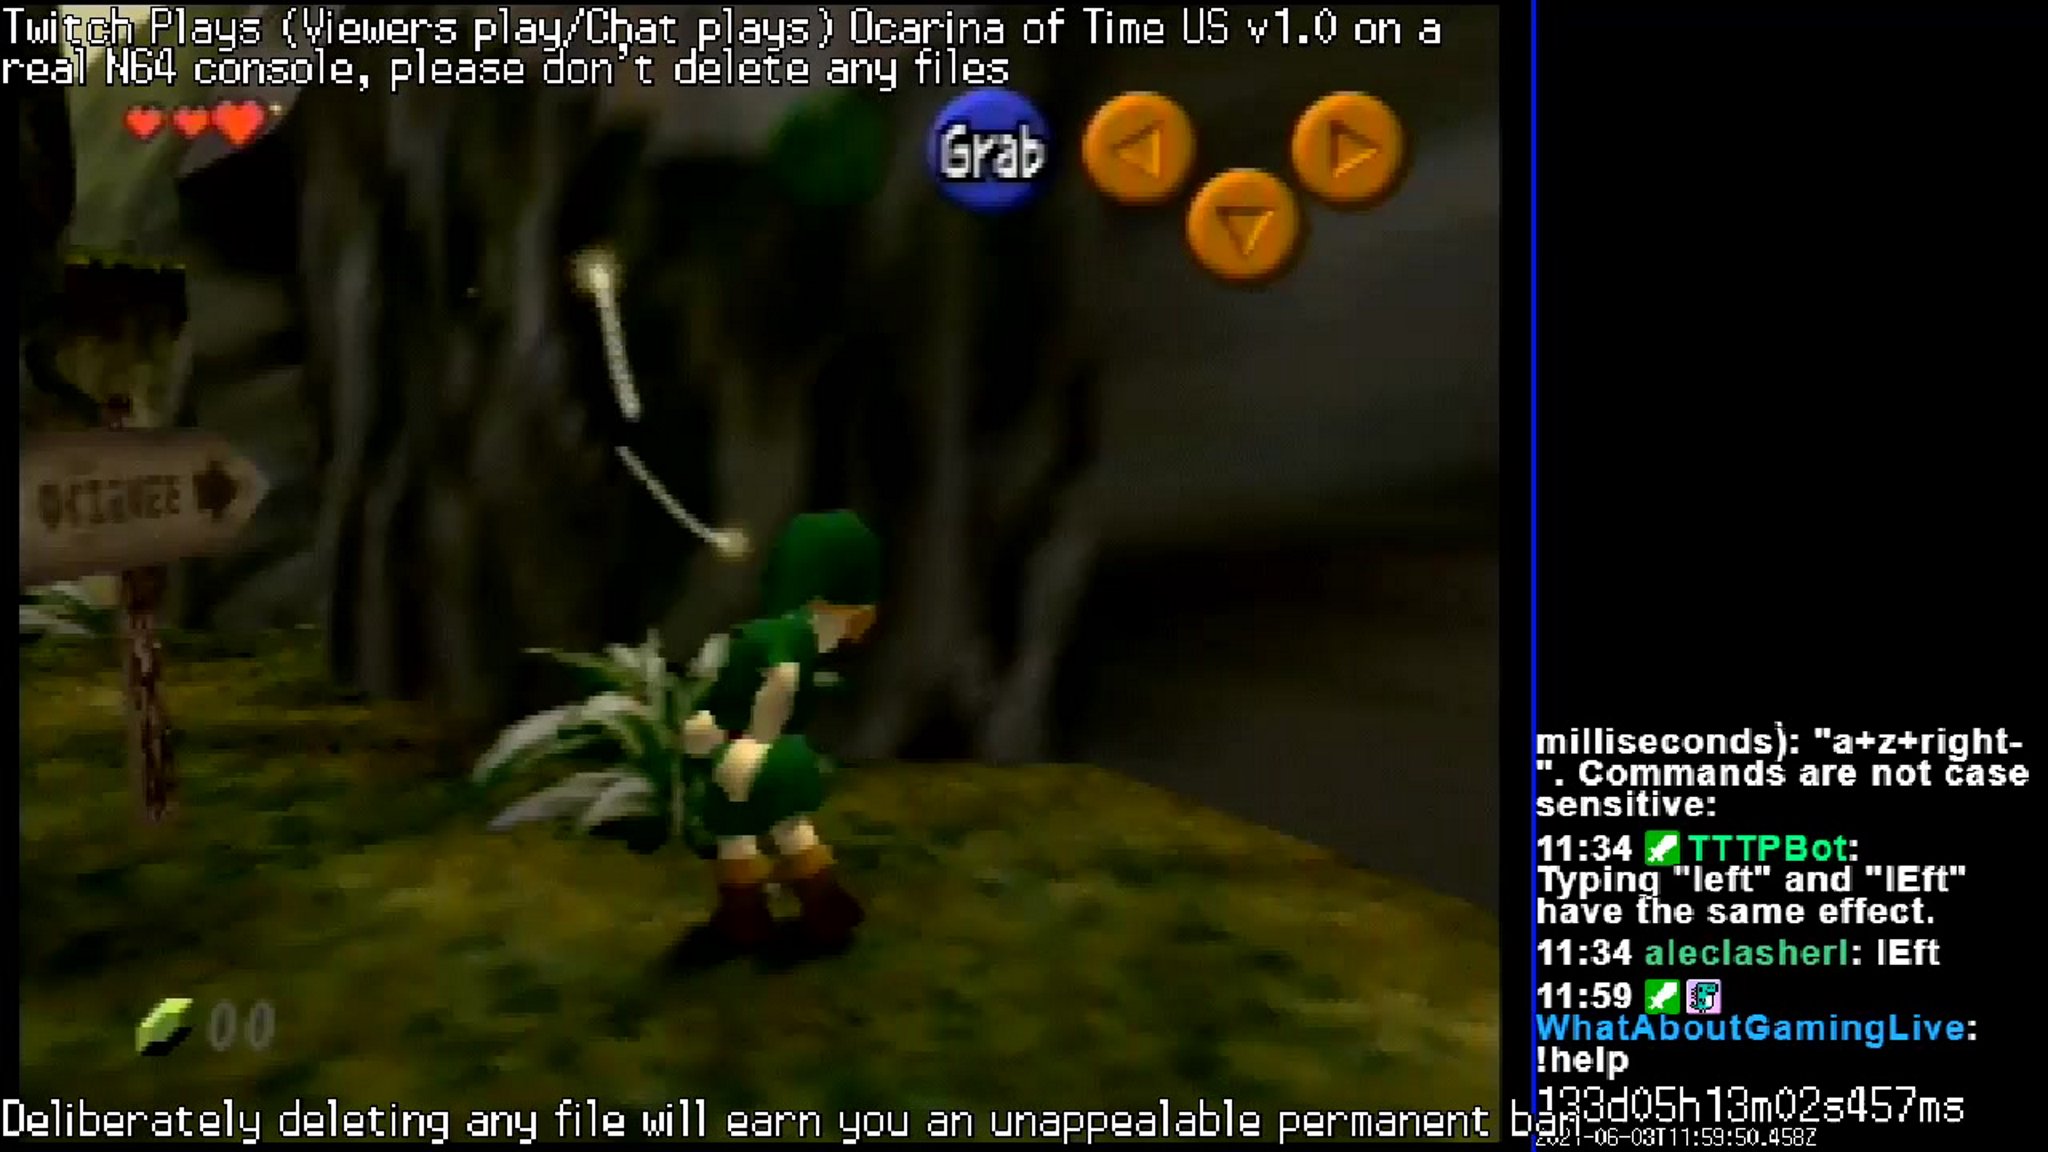 Twitch Plays (Viewers play/Chat plays) Ocarina of Time US v1.0 on a
real N64 console, please don't delete any files
Grab
00
milliseconds): "a+z+right-
". Commands are not case
sensitive:
11:34 TTTPBot:
Typing "left" and "lEft"
have the same effect.
11:34 aleclasherl: lEft
11:59
WhatAboutGamingLive:
!help
133d05h13m02s457ms
Deliberately deleting any file will earn you an unappealable permanent ban
2021-06-03T11:59:50.458Z